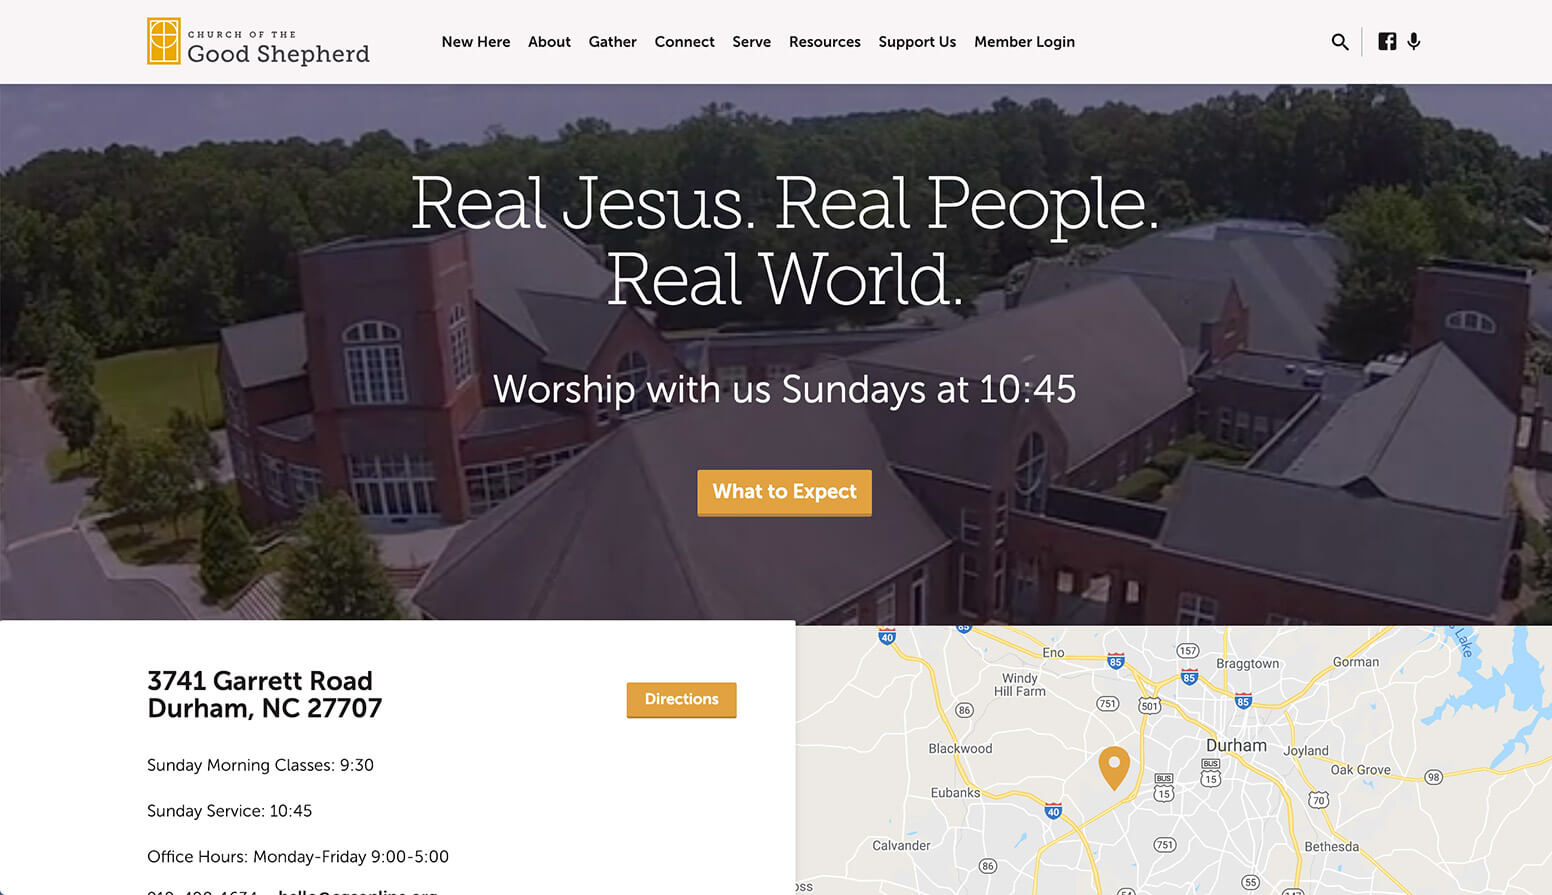 CHURCH OF THE
Good Shepherd
New Here
About
Gather
Connect
Serve
Resources
Support Us
Member Login
Real Jesus. Real People.
Real World.
Worship with us Sundays at 10:45
What to Expect
3741 Garrett Road
Durham, NC 27707
Directions
Sunday Morning Classes: 9:30
Sunday Service: 10:45
Office Hours: Monday-Friday 9:00-5:00
40
85
Eno
85
157
Braggtown
Gorman
Lake
Windy
Hill Farm
85
86
751
501
85
Blackwood
Durham
Joyland
BUS
15
BUS
15
Oak Grove
98
Eubanks
40
70
Calvander
751
Bethesda
86
55
54
147